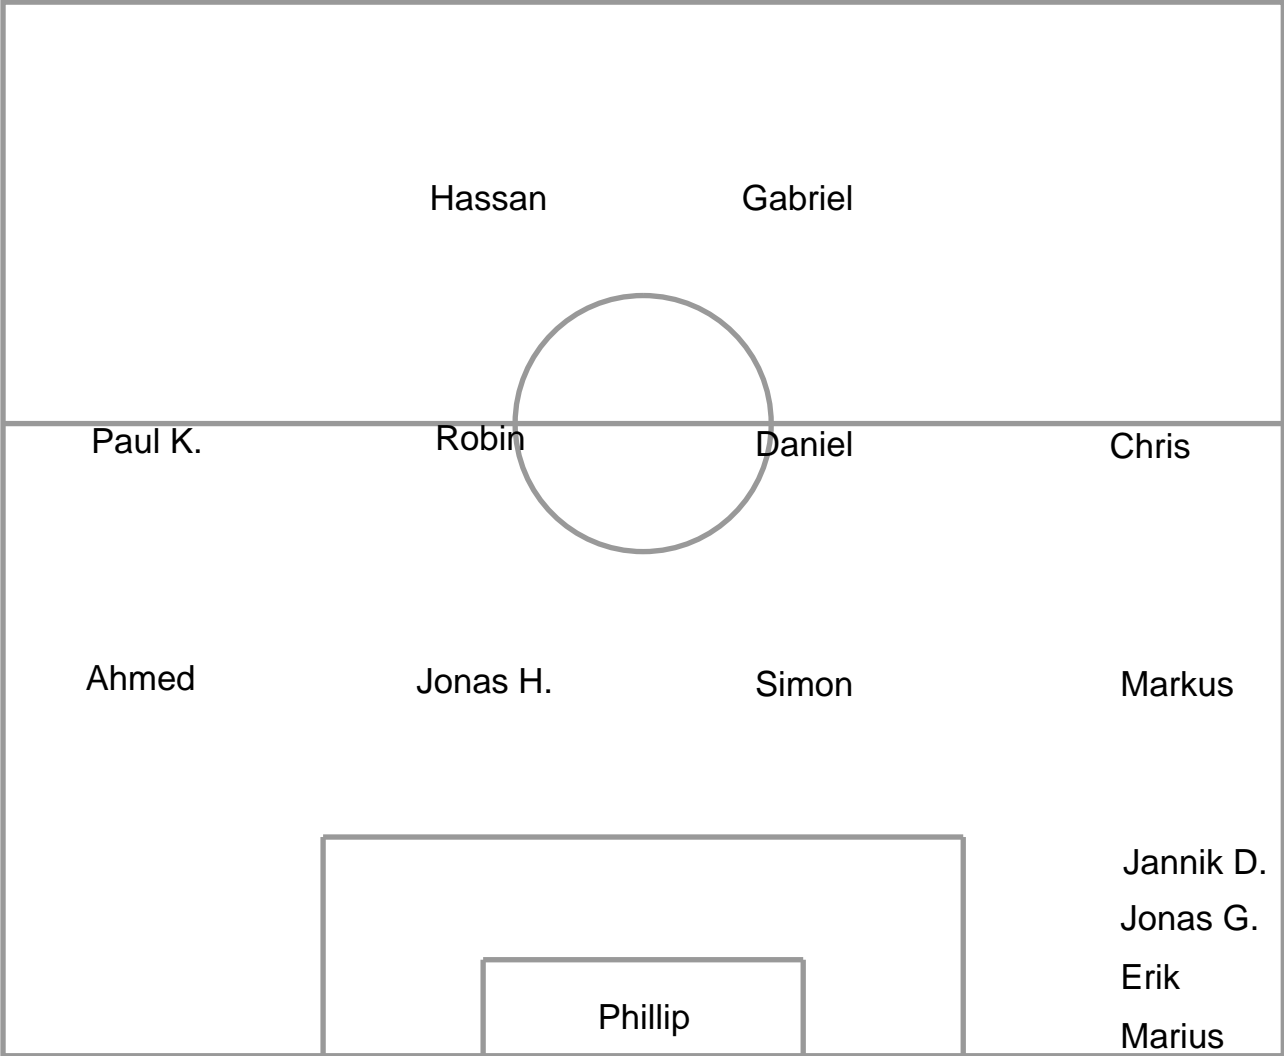 Hassan Gabriel
Paul K. Robin Daniel Chris
Ahmed Jonas H. Simon Markus
Jannik D.
Jonas G.
Erik
Phillip
Marius